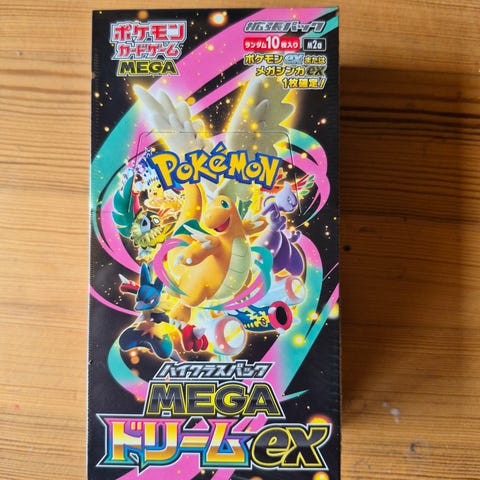 ポケモン
カードゲーム
MEGA
拡張パック
ランダム10枚入り
M2a
ポケモンexまたは
メガシンカex
1枚確定!
POKéMON
ハイクラスパック
MEGA
ドリームex